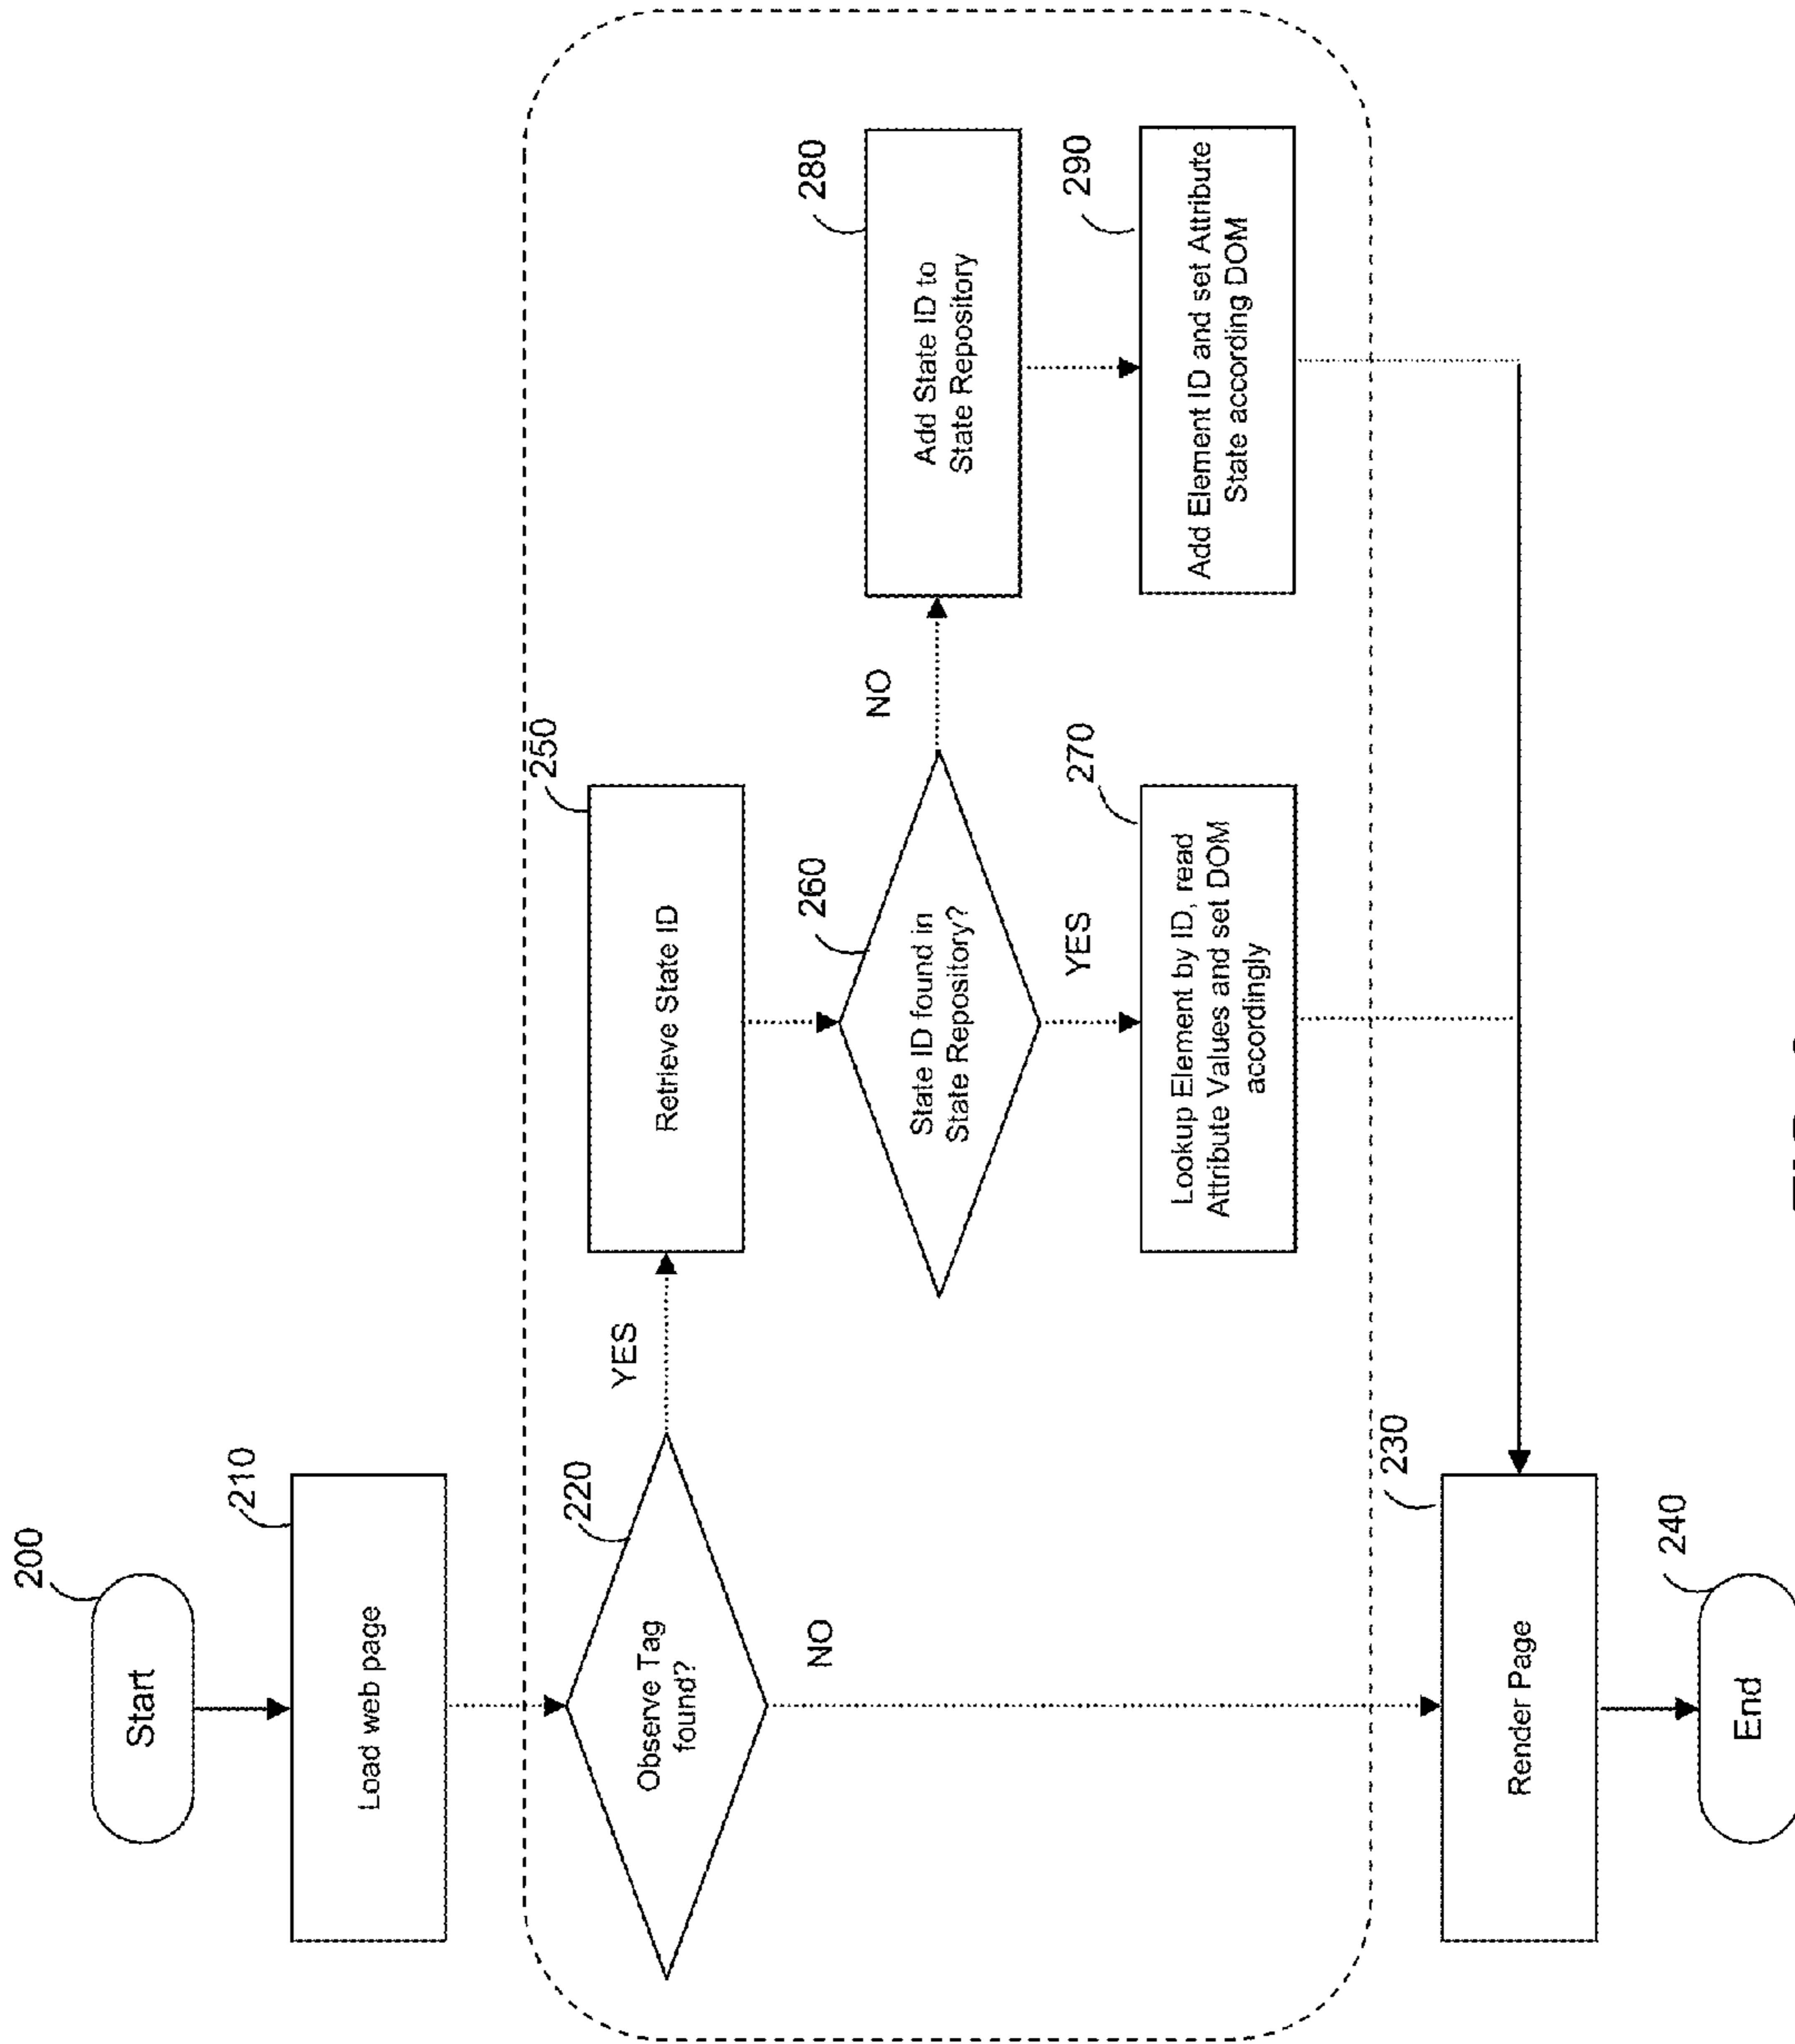 200
Start
210
Load web page
220
Observe Tag
found?
YES
NO
250
Retrieve State ID
260
State ID found in
State Repository?
NO
YES
280
Add State ID to
State Repository
270
Lookup Element by ID, read
Attribute Values and set DOM
accordingly
290
Add Element ID and set Attribute
State according DOM
230
Render Page
240
End